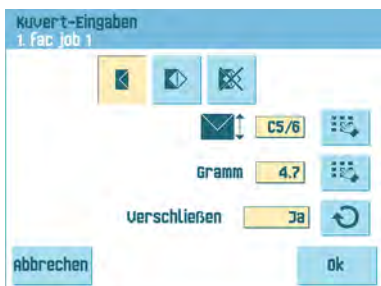 Kuvert-Eingaben
1. fac job 1
C5/6
Gramm 4.7
Verschließen Ja
Abbrechen Ok